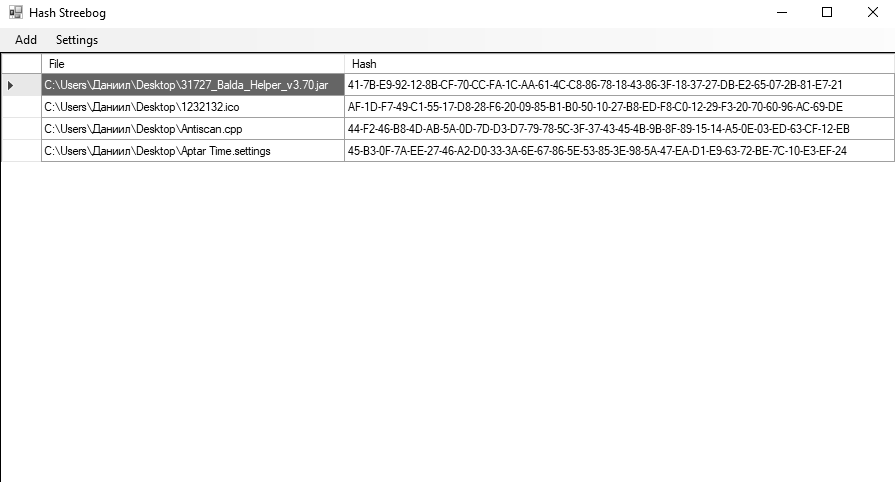 Hash Streebog
Add Settings
File Hash
C:\Users\Даниил\Desktop\31727_Balda_Helper_v3.70.jar 41-7B-E9-92-12-8B-CF-70-CC-FA-1C-AA-61-4C-C8-86-78-18-43-86-3F-18-37-27-DB-E2-65-07-2B-81-E7-21
C:\Users\Даниил\Desktop\1232132.ico AF-1D-F7-49-C1-55-17-D8-28-F6-20-09-85-B1-B0-50-10-27-B8-ED-F8-C0-12-29-F3-20-70-60-96-AC-69-DE
C:\Users\Даниил\Desktop\Antiscan.cpp 44-F2-46-B8-4D-AB-5A-0D-7D-D3-D7-79-78-5C-3F-37-43-45-4B-9B-8F-89-15-14-A5-0E-03-ED-63-CF-12-EB
C:\Users\Даниил\Desktop\Aptar Time.settings 45-B3-0F-7A-EE-27-46-A2-D0-33-3A-6E-67-86-5E-53-85-3E-98-5A-47-EA-D1-E9-63-72-BE-7C-10-E3-EF-24